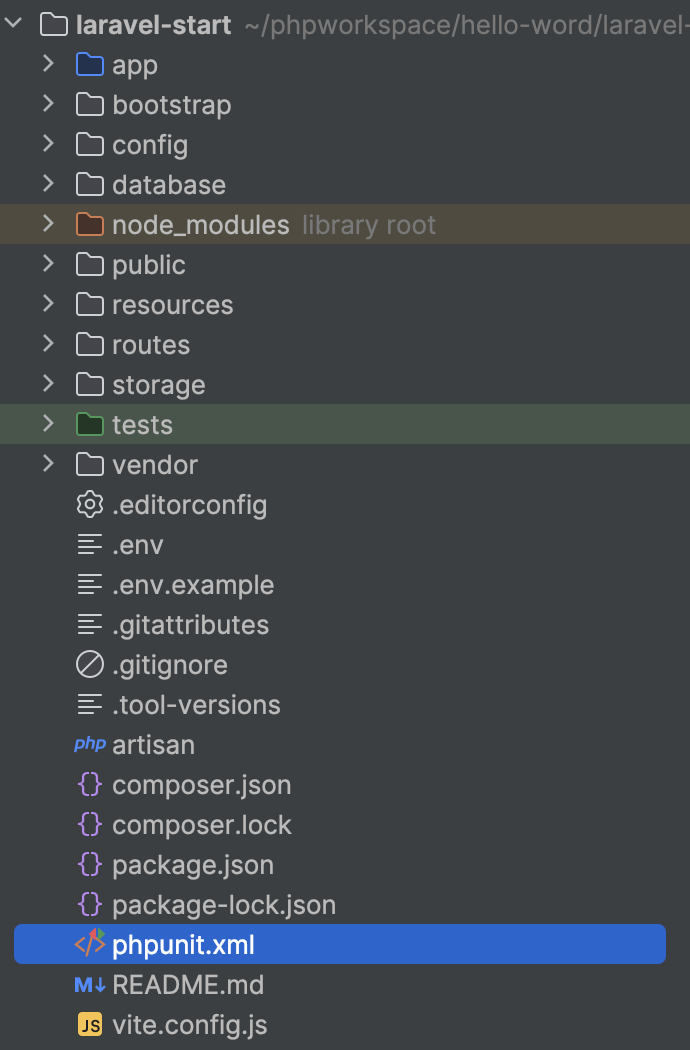 laravel-start ~/phpworkspace/hello-word/laravel-
app
bootstrap
config
database
node_modules library root
public
resources
routes
storage
tests
vendor
.editorconfig
.env
.env.example
.gitattributes
.gitignore
.tool-versions
php artisan
{} composer.json
{} composer.lock
{} package.json
{} package-lock.json
</> phpunit.xml
M↓ README.md
JS vite.config.js